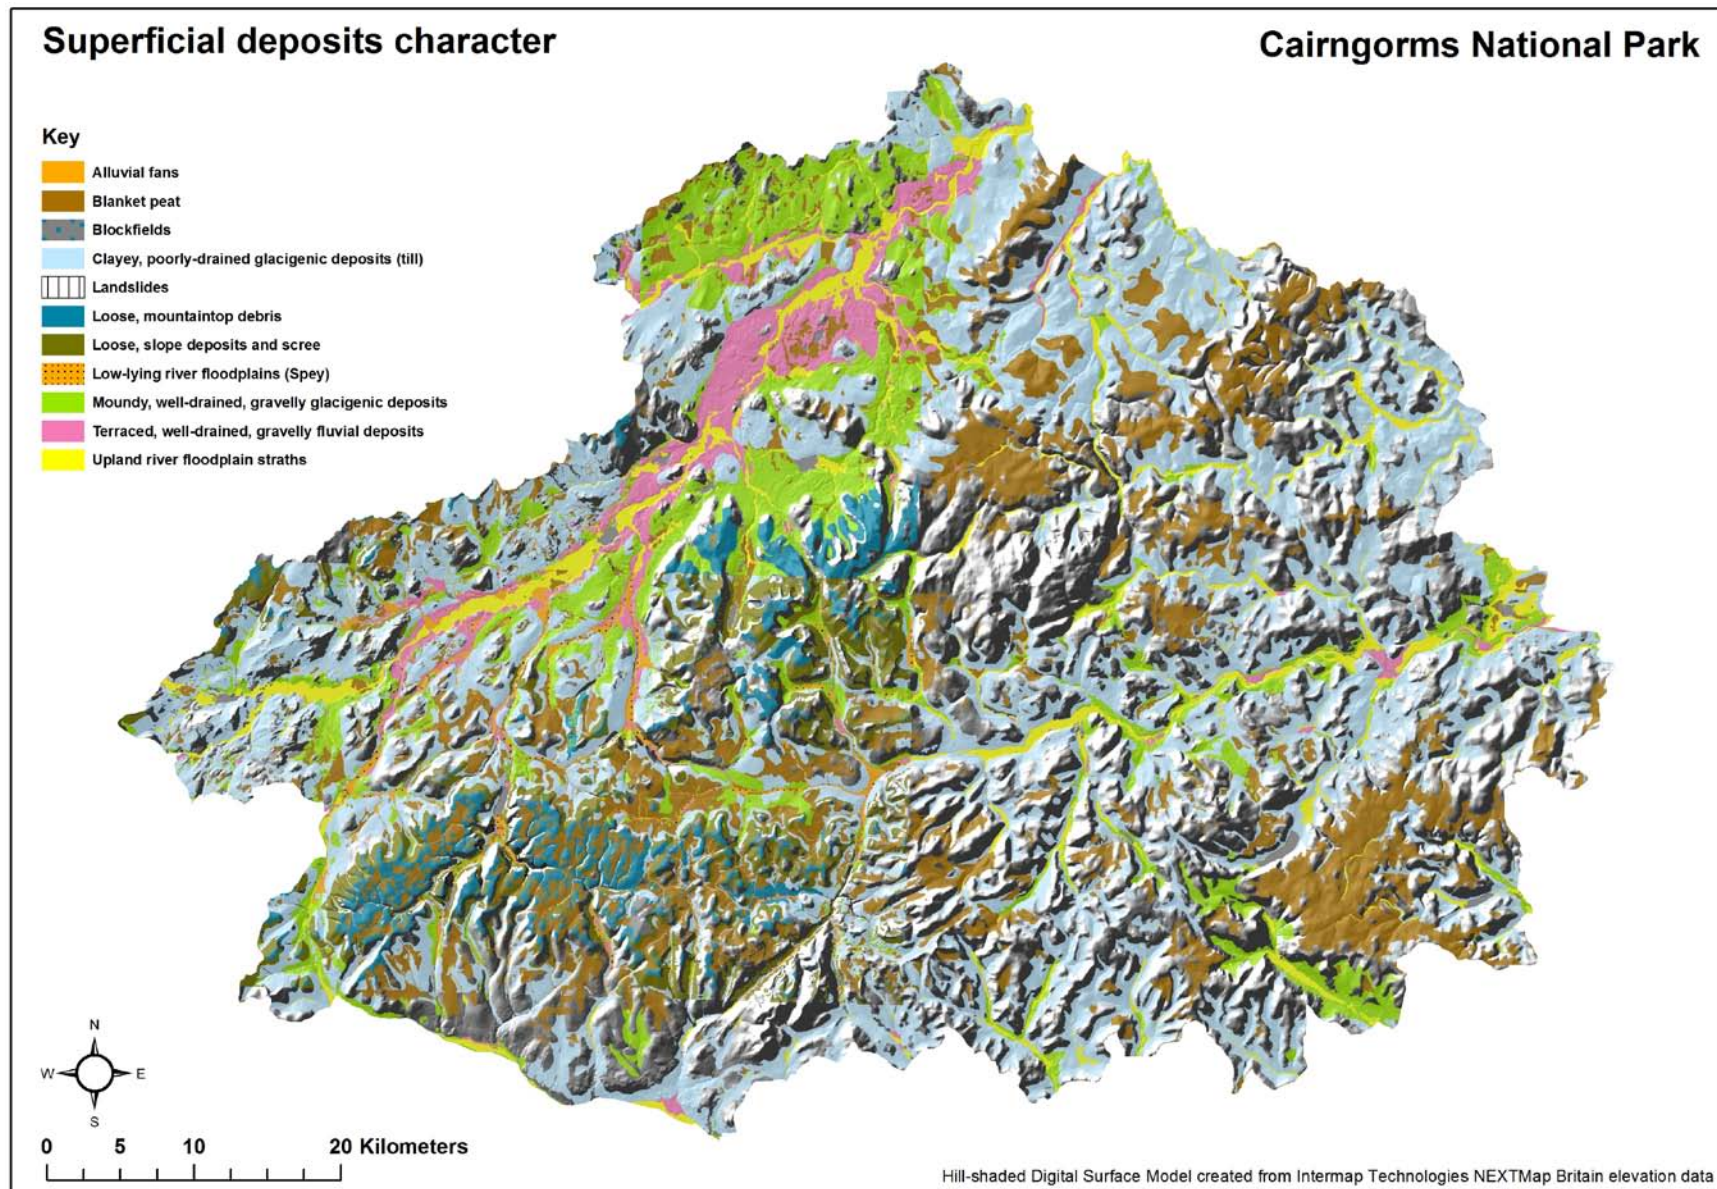 Superficial deposits character
Cairngorms National Park
Key
Alluvial fans
Blanket peat
Blockfields
Clayey, poorly-drained glacigenic deposits (till)
Landslides
Loose, mountaintop debris
Loose, slope deposits and scree
Low-lying river floodplains (Spey)
Moundy, well-drained, gravelly glacigenic deposits
Terraced, well-drained, gravelly fluvial deposits
Upland river floodplain straths
N
W E
S
0 5 10 20 Kilometers
Hill-shaded Digital Surface Model created from Intermap Technologies NEXTMap Britain elevation data